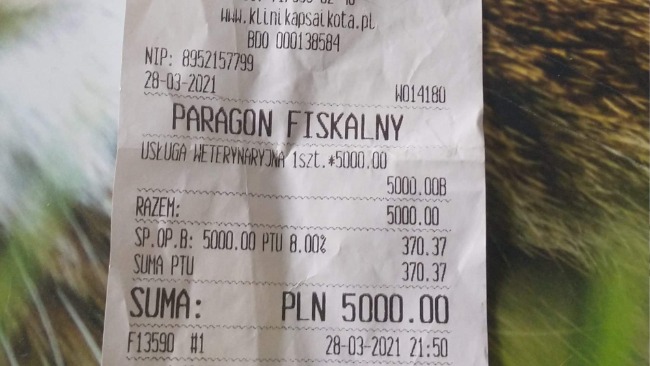 www.klinikapsaikota.pl
BDO 000138584
NIP: 8952157799
28-03-2021 W014180
PARAGON FISKALNY
USŁUGA WETERYNARYJNA 1szt.*5000.00
5000.00B
RAZEM: 5000.00
SP.OP.B: 5000.00 PTU 8.00% 370.37
SUMA PTU 370.37
SUMA: PLN 5000.00
F13590 #1 28-03-2021 21:50